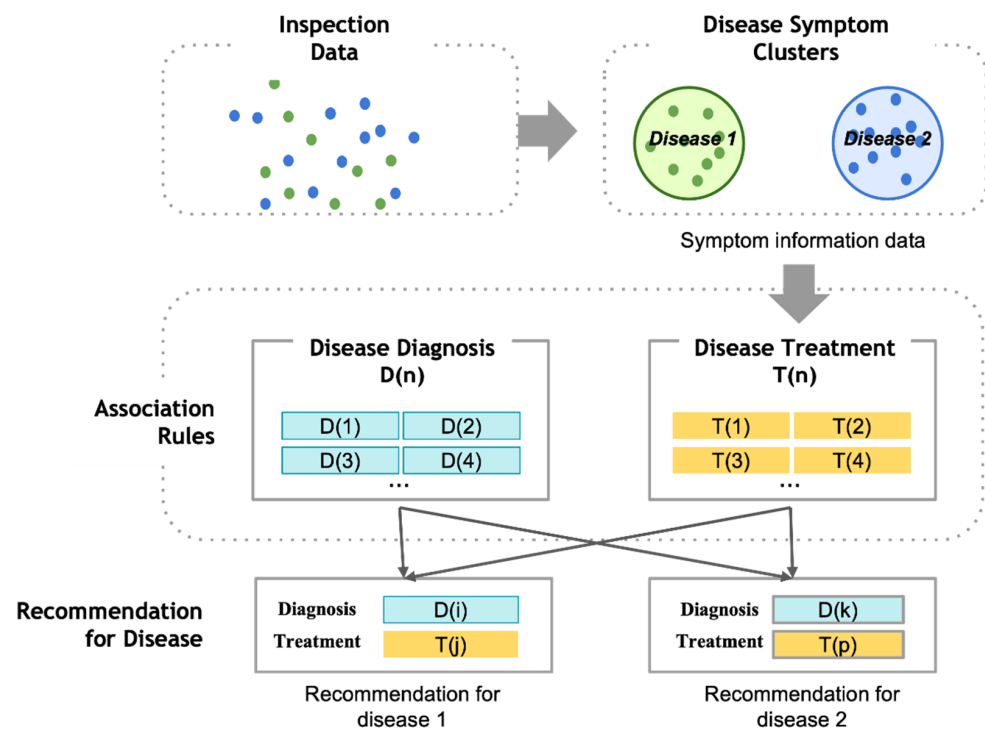 Inspection
Data
Disease Symptom
Clusters
Disease 1
Disease 2
Symptom information data
Association
Rules
Disease Diagnosis
D(n)
D(1) D(2)
D(3) D(4)
...
Disease Treatment
T(n)
T(1) T(2)
T(3) T(4)
...
Recommendation
for Disease
Diagnosis D(i)
Treatment T(j)
Recommendation for
disease 1
Diagnosis D(k)
Treatment T(p)
Recommendation for
disease 2